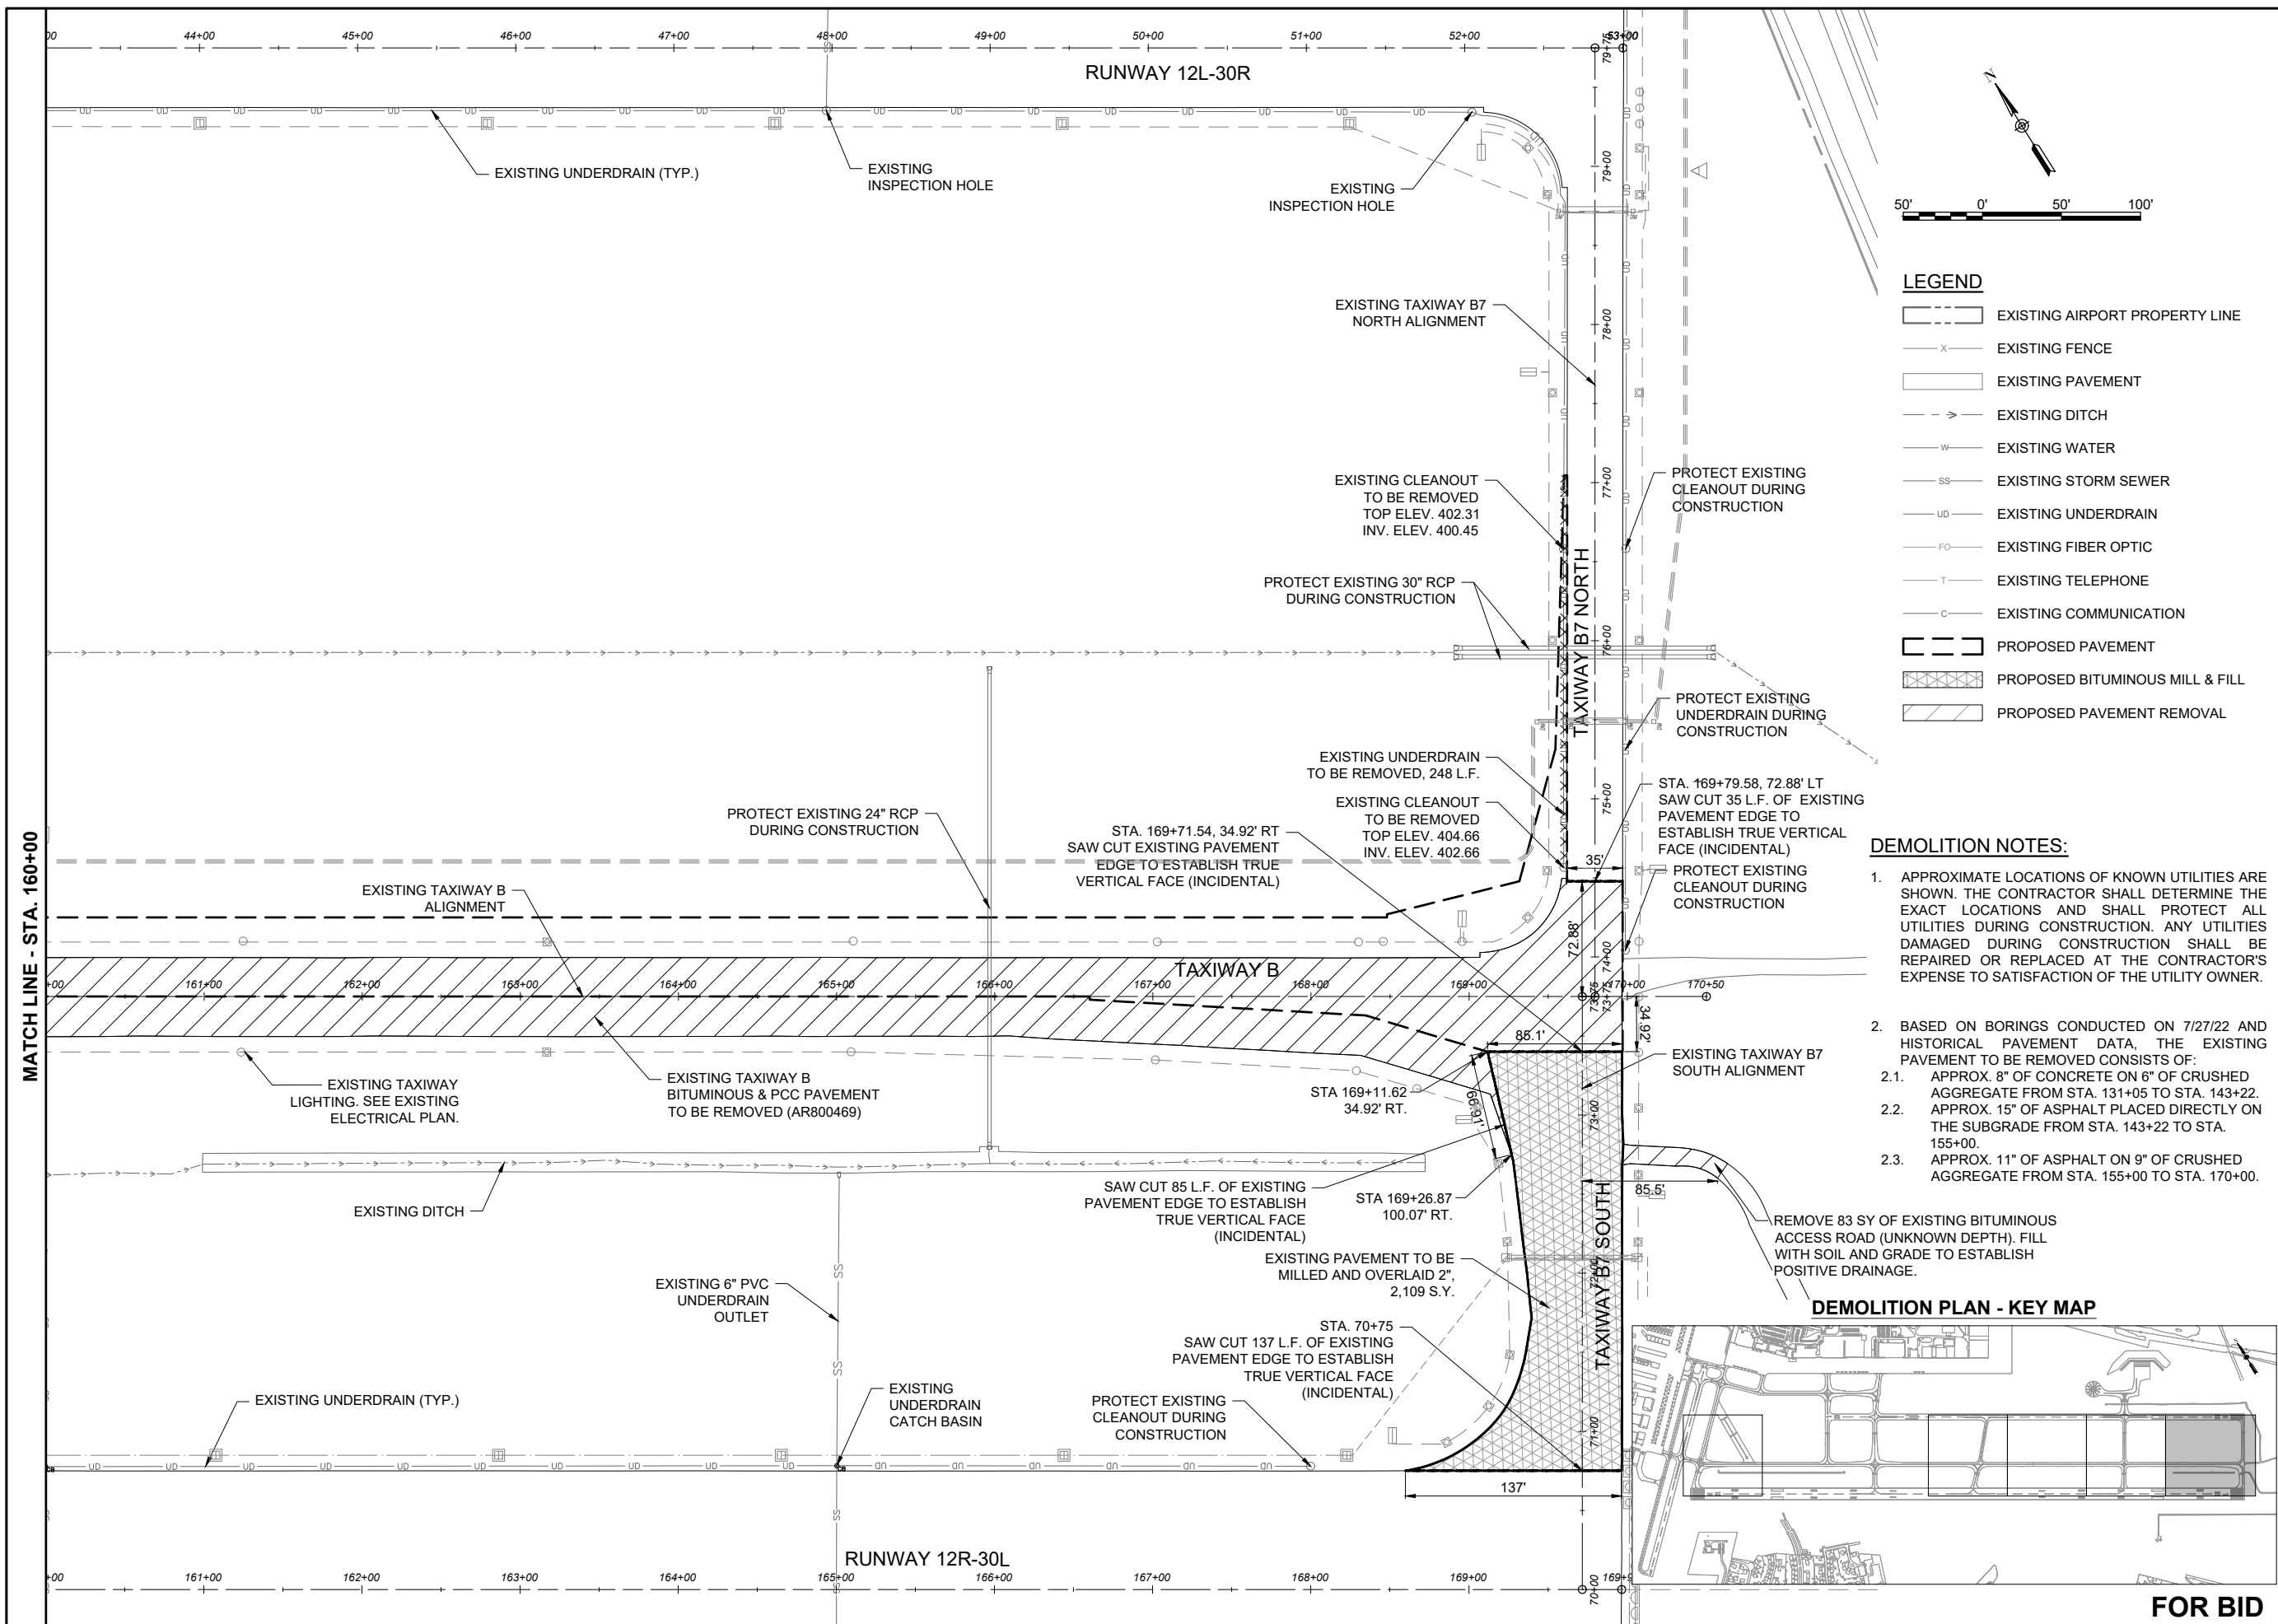 44+00 45+00 46+00 47+00 48+00 49+00 50+00 51+00 52+00 53+00
79+75
RUNWAY 12L-30R
EXISTING UNDERDRAIN (TYP.)
EXISTING
INSPECTION HOLE
EXISTING
INSPECTION HOLE
79+00
EXISTING TAXIWAY B7
NORTH ALIGNMENT
78+00
EXISTING CLEANOUT
TO BE REMOVED
TOP ELEV. 402.31
INV. ELEV. 400.45
77+00
PROTECT EXISTING
CLEANOUT DURING
CONSTRUCTION
PROTECT EXISTING 30" RCP
DURING CONSTRUCTION
TAXIWAY B7 NORTH
76+00
PROTECT EXISTING
UNDERDRAIN DURING
CONSTRUCTION
EXISTING UNDERDRAIN
TO BE REMOVED, 248 L.F.
75+00
EXISTING CLEANOUT
TO BE REMOVED
TOP ELEV. 404.66
INV. ELEV. 402.66
STA. 169+79.58, 72.88' LT
SAW CUT 35 L.F. OF EXISTING
PAVEMENT EDGE TO
ESTABLISH TRUE VERTICAL
FACE (INCIDENTAL)
PROTECT EXISTING 24" RCP
DURING CONSTRUCTION
STA. 169+71.54, 34.92' RT
SAW CUT EXISTING PAVEMENT
EDGE TO ESTABLISH TRUE
VERTICAL FACE (INCIDENTAL)
35'
PROTECT EXISTING
CLEANOUT DURING
CONSTRUCTION
EXISTING TAXIWAY B
ALIGNMENT
72.88'
74+00
MATCH LINE - STA. 160+00
TAXIWAY B
161+00 162+00 163+00 164+00 165+00 166+00 167+00 168+00 169+00 170+00 170+50
73+75
73+75
34.92'
85.1'
EXISTING TAXIWAY B7
SOUTH ALIGNMENT
EXISTING TAXIWAY
LIGHTING. SEE EXISTING
ELECTRICAL PLAN.
EXISTING TAXIWAY B
BITUMINOUS & PCC PAVEMENT
TO BE REMOVED (AR800469)
STA 169+11.62
34.92' RT.
66.91'
73+00
EXISTING DITCH
SAW CUT 85 L.F. OF EXISTING
PAVEMENT EDGE TO ESTABLISH
TRUE VERTICAL FACE
(INCIDENTAL)
STA 169+26.87
100.07' RT.
85.5'
TAXIWAY B7 SOUTH
REMOVE 83 SY OF EXISTING BITUMINOUS
ACCESS ROAD (UNKNOWN DEPTH). FILL
WITH SOIL AND GRADE TO ESTABLISH
POSITIVE DRAINAGE.
EXISTING PAVEMENT TO BE
MILLED AND OVERLAID 2",
2,109 S.Y.
72+00
EXISTING 6" PVC
UNDERDRAIN
OUTLET
STA. 70+75
SAW CUT 137 L.F. OF EXISTING
PAVEMENT EDGE TO ESTABLISH
TRUE VERTICAL FACE
(INCIDENTAL)
EXISTING UNDERDRAIN (TYP.)
EXISTING
UNDERDRAIN
CATCH BASIN
PROTECT EXISTING
CLEANOUT DURING
CONSTRUCTION
71+00
137'
RUNWAY 12R-30L
161+00 162+00 163+00 164+00 165+00 166+00 167+00 168+00 169+00
70+00
N
50' 0' 50' 100'
LEGEND
EXISTING AIRPORT PROPERTY LINE
X EXISTING FENCE
EXISTING PAVEMENT
EXISTING DITCH
W EXISTING WATER
SS EXISTING STORM SEWER
UD EXISTING UNDERDRAIN
FO EXISTING FIBER OPTIC
T EXISTING TELEPHONE
C EXISTING COMMUNICATION
PROPOSED PAVEMENT
PROPOSED BITUMINOUS MILL & FILL
PROPOSED PAVEMENT REMOVAL
DEMOLITION NOTES:
1. APPROXIMATE LOCATIONS OF KNOWN UTILITIES ARE
SHOWN. THE CONTRACTOR SHALL DETERMINE THE
EXACT LOCATIONS AND SHALL PROTECT ALL
UTILITIES DURING CONSTRUCTION. ANY UTILITIES
DAMAGED DURING CONSTRUCTION SHALL BE
REPAIRED OR REPLACED AT THE CONTRACTOR'S
EXPENSE TO SATISFACTION OF THE UTILITY OWNER.
2. BASED ON BORINGS CONDUCTED ON 7/27/22 AND
HISTORICAL PAVEMENT DATA, THE EXISTING
PAVEMENT TO BE REMOVED CONSISTS OF:
2.1. APPROX. 8" OF CONCRETE ON 6" OF CRUSHED
AGGREGATE FROM STA. 131+05 TO STA. 143+22.
2.2. APPROX. 15" OF ASPHALT PLACED DIRECTLY ON
THE SUBGRADE FROM STA. 143+22 TO STA.
155+00.
2.3. APPROX. 11" OF ASPHALT ON 9" OF CRUSHED
AGGREGATE FROM STA. 155+00 TO STA. 170+00.
DEMOLITION PLAN - KEY MAP
FOR BID